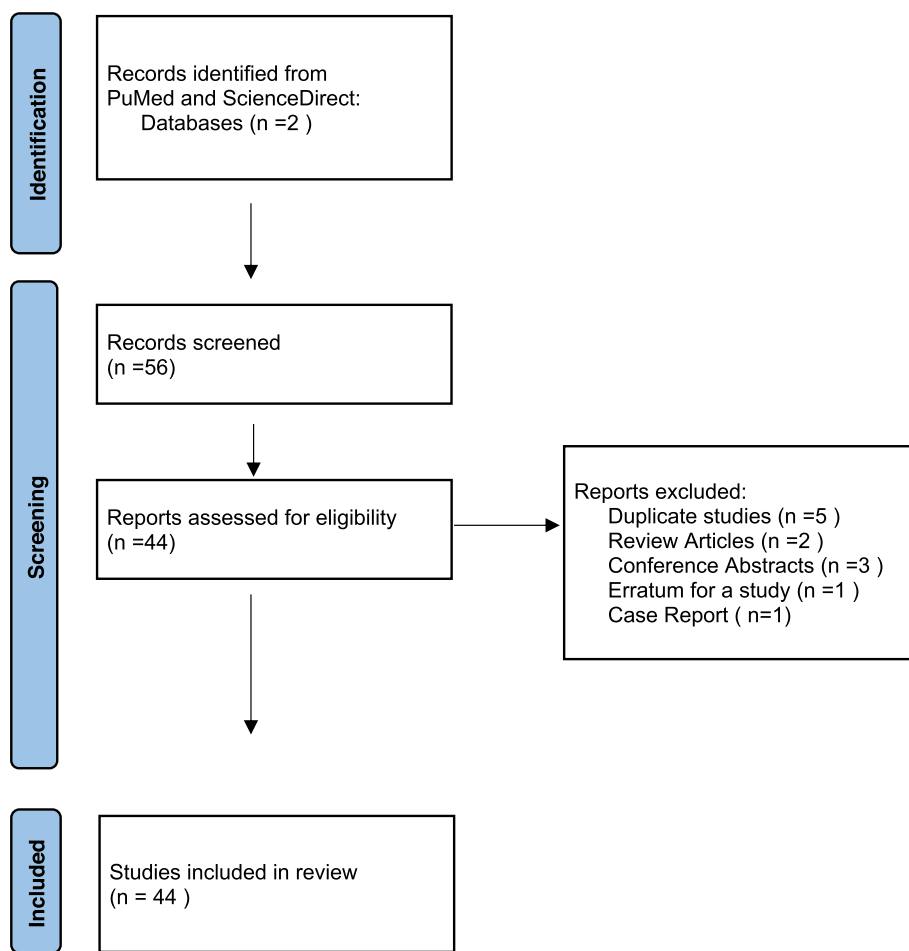 Identification
Records identified from
PuMed and ScienceDirect:
Databases (n =2 )
Screening
Records screened
(n =56)
Reports assessed for eligibility
(n =44)
Reports excluded:
Duplicate studies (n =5 )
Review Articles (n =2 )
Conference Abstracts (n =3 )
Erratum for a study (n =1 )
Case Report ( n=1)
Included
Studies included in review
(n = 44 )